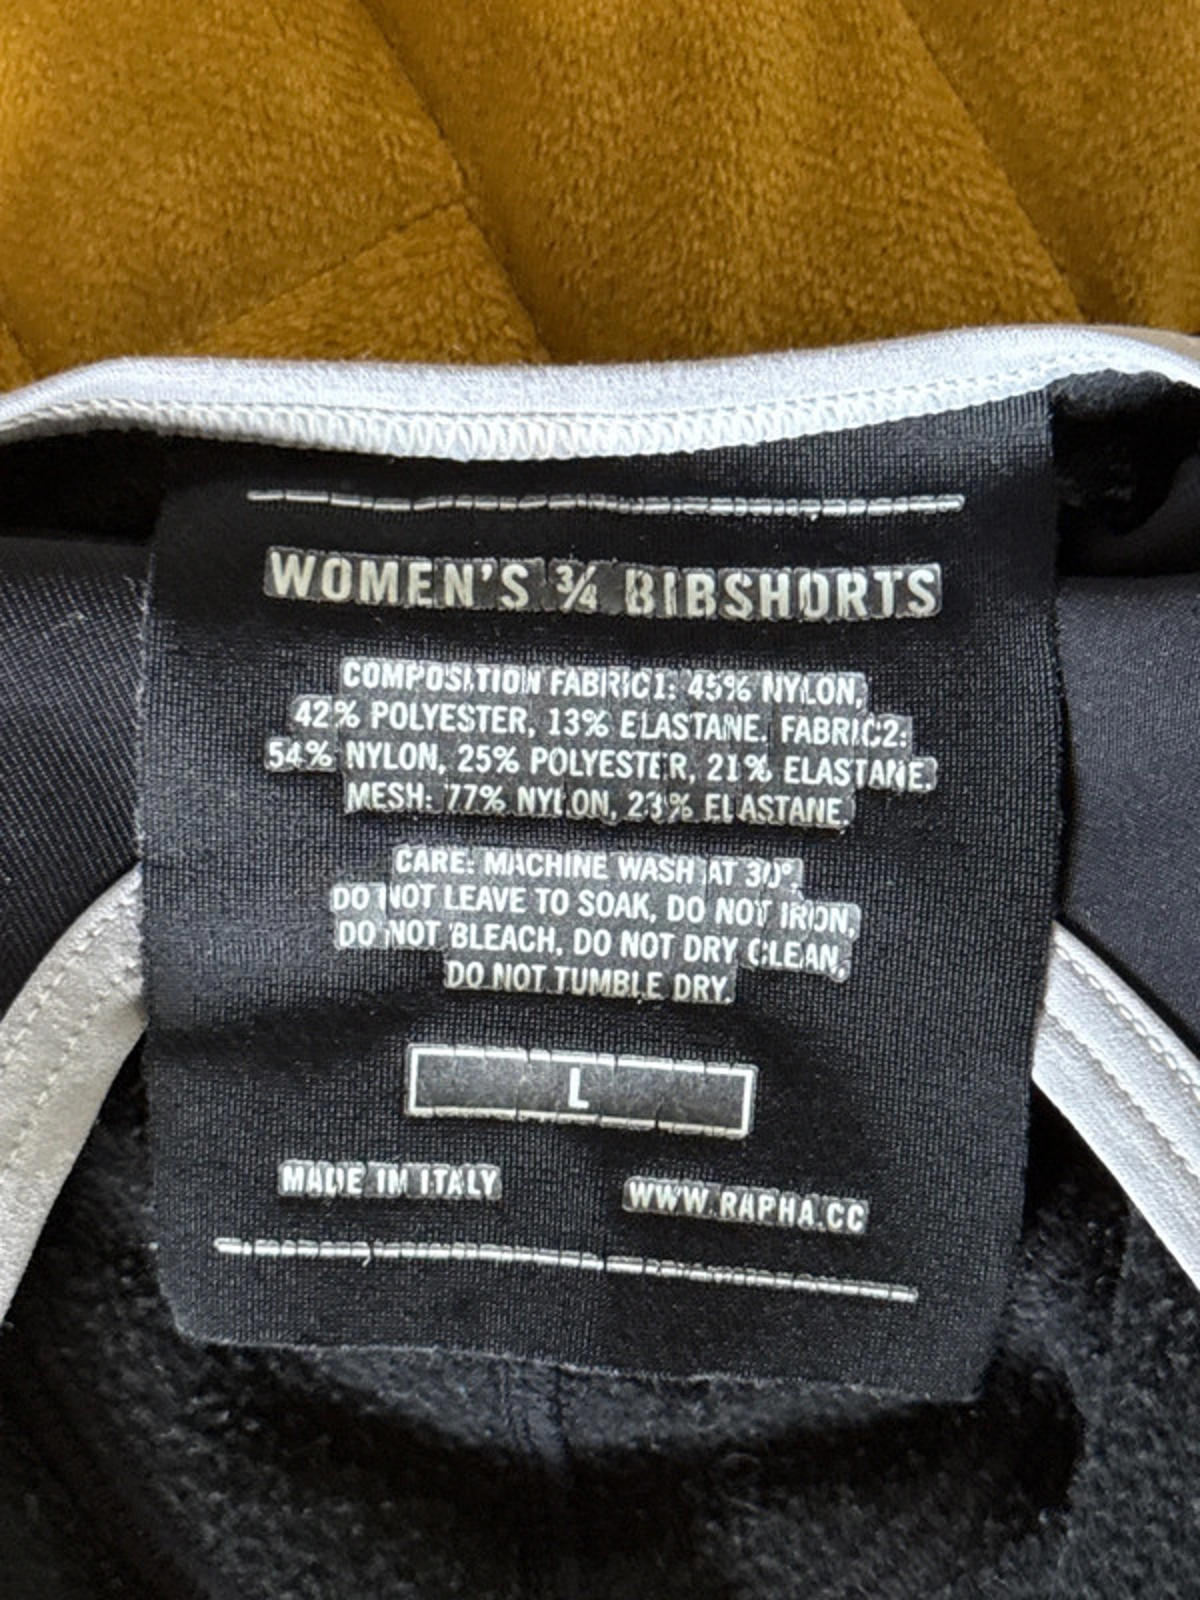 WOMEN'S ¾ BIBSHORTS
COMPOSITION FABRIC1: 45% NYLON,
42% POLYESTER, 13% ELASTANE. FABRIC2:
54% NYLON, 25% POLYESTER, 21% ELASTANE.
MESH: 77% NYLON, 23% ELASTANE.
CARE: MACHINE WASH AT 30°.
DO NOT LEAVE TO SOAK, DO NOT IRON,
DO NOT BLEACH, DO NOT DRY CLEAN,
DO NOT TUMBLE DRY.
L
MADE IN ITALY WWW.RAPHA.CC